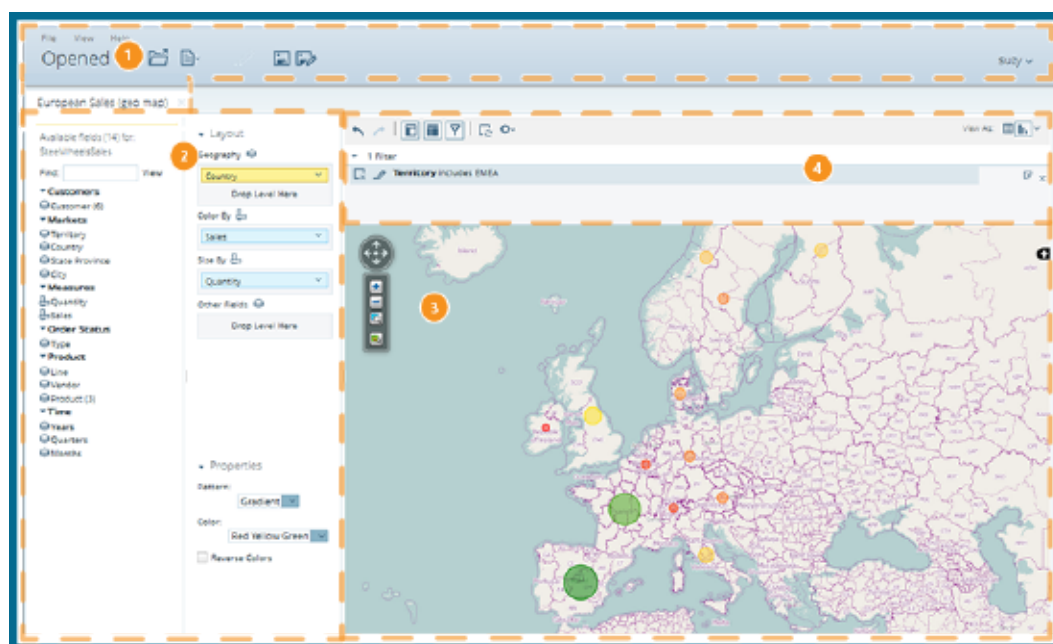 File View Help
Opened
1
Suzy
European Sales (geo map)
Available fields (14) for:
SteelWheelsSales
Find:
View
Customers
Customer (6)
Markets
Territory
Country
State Province
City
Measures
Quantity
Sales
Order Status
Type
Product
Line
Vendor
Product (3)
Time
Years
Quarters
Months
2
Layout
Geography
Country
Drop Level Here
Color By
Sales
Size By
Quantity
Other Fields
Drop Level Here
Properties
Pattern:
Gradient
Color:
Red Yellow Green
Reverse Colors
View As:
1 Filter
Territory includes EMEA
4
3
Island